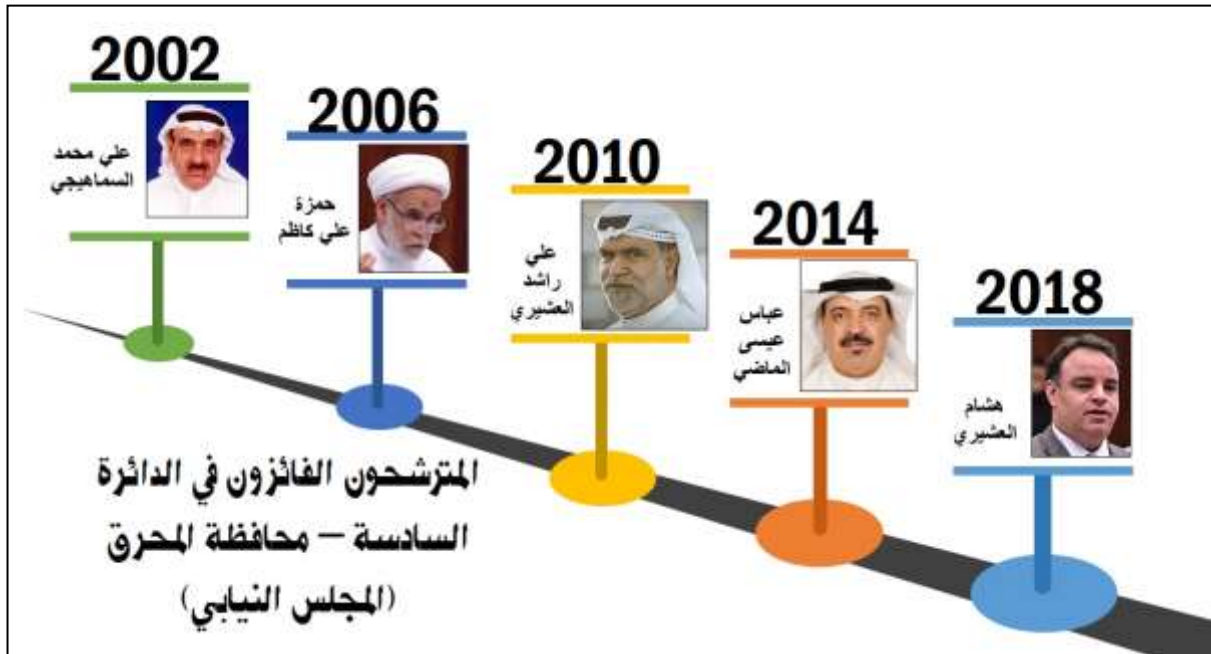 2002
علي محمد
السماهيجي
2006
حمزة
علي كاظم
2010
علي
راشد
العشيري
2014
عباس
عيسى
الماضي
2018
هشام
العشيري
المترشحون الفائزون في الدائرة
السادسة – محافظة المحرق
(المجلس النيابي)